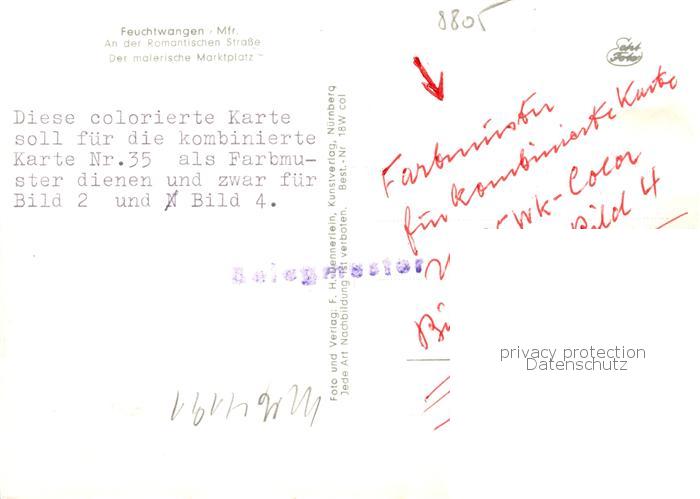 8805
Feuchtwangen / Mfr.
An der Romantischen Straße
Der malerische Marktplatz
Echt
Foto
Diese colorierte Karte
soll für die kombinierte
Karte Nr.35 als Farbmu-
ster dienen und zwar für
Bild 2 und Bild 4.
Foto und Verlag: F. H. Dennerlein, Kunstverlag, Nürnberg
Jede Art Nachbildung ist verboten. Best.-Nr. 18W col
Belegmuster
Farbmuster
für kombinierte Karte
VWK-Color
Bild 4
privacy protection
Datenschutz